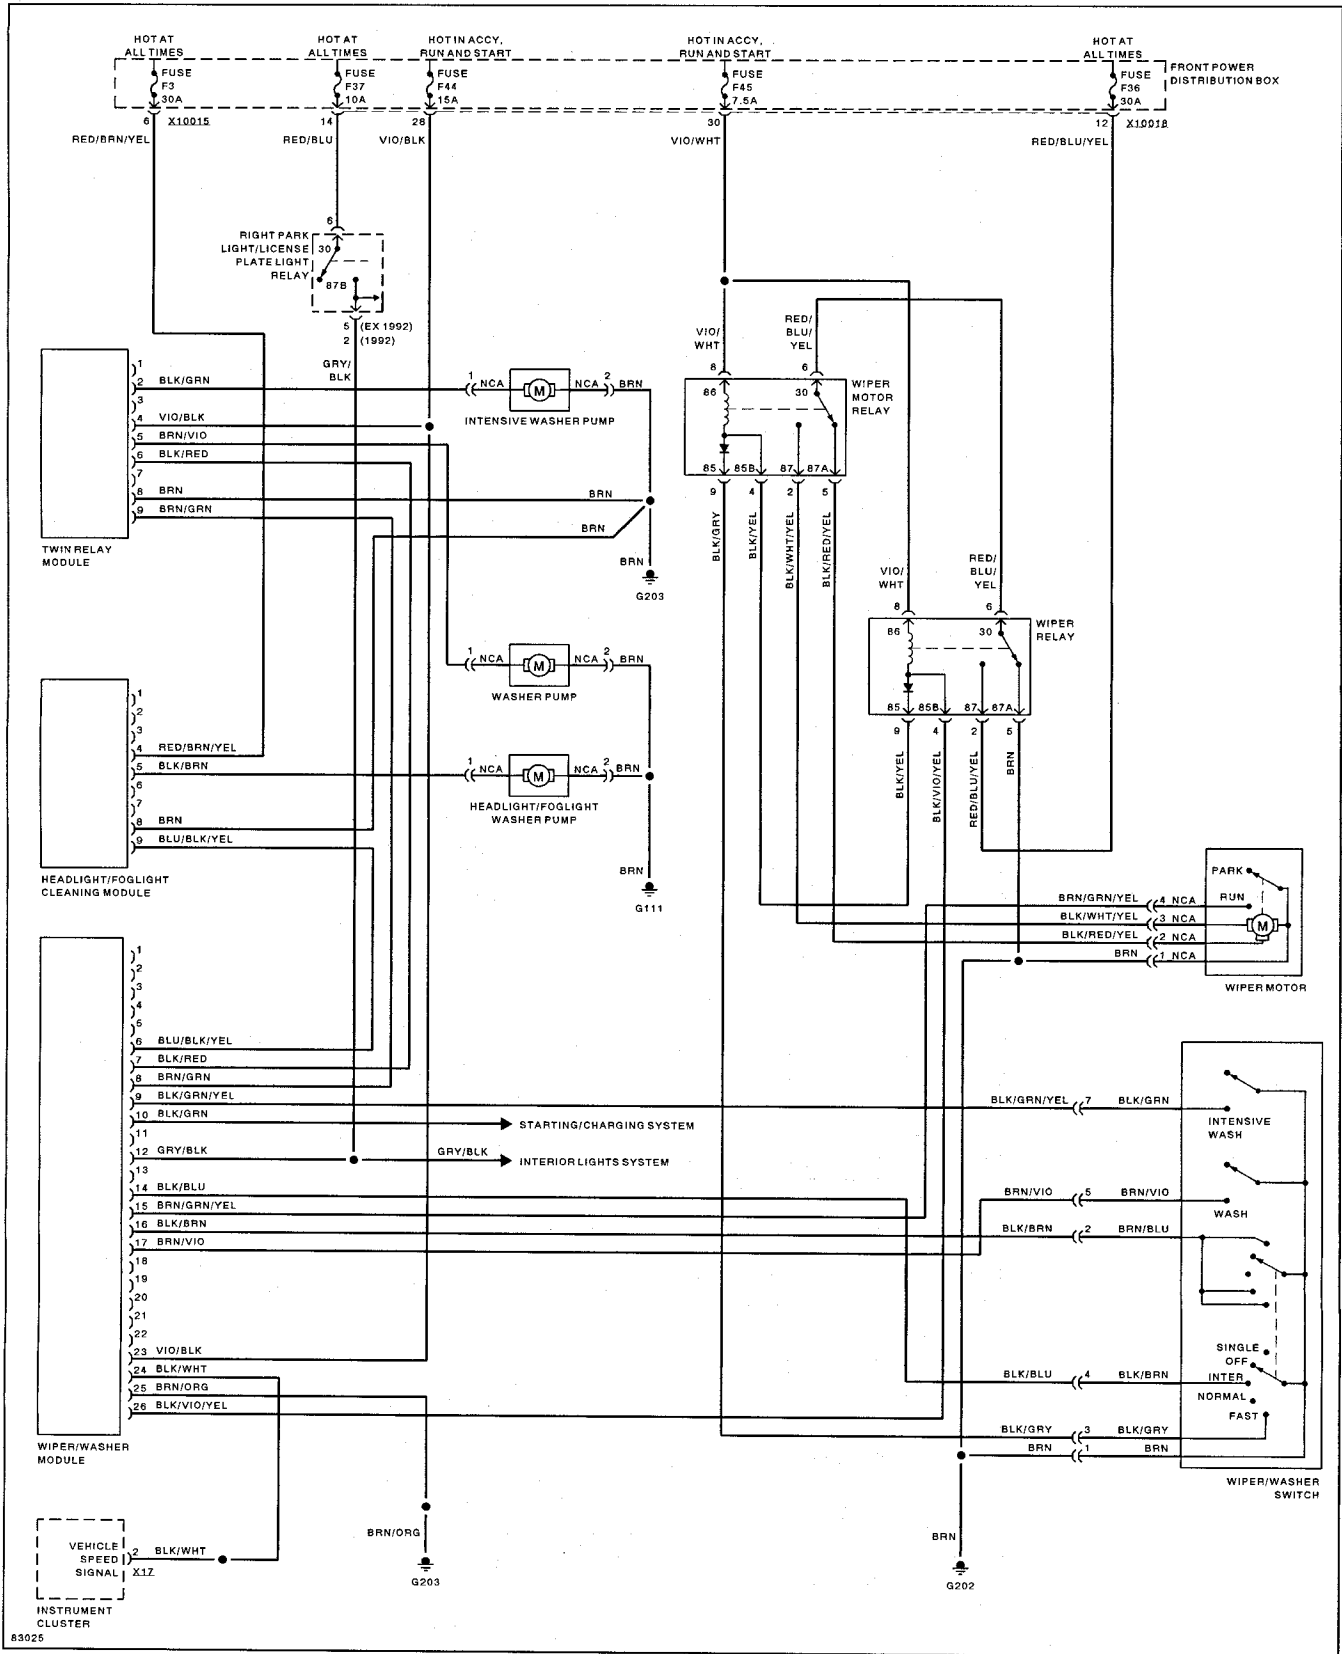 HOT AT
ALL TIMES
HOT AT
ALL TIMES
HOT IN ACCY,
RUN AND START
HOT IN ACCY,
RUN AND START
HOT AT
ALL TIMES
FUSE
F3
30A
FUSE
F37
10A
FUSE
F44
15A
FUSE
F45
7.5A
FUSE
F36
30A
FRONT POWER
DISTRIBUTION BOX
6 X10015
14
28
30
12 X10018
RED/BRN/YEL
RED/BLU
VIO/BLK
VIO/WHT
RED/BLU/YEL
6
RIGHT PARK
LIGHT/LICENSE
PLATE LIGHT
RELAY
30
87B
5 (EX 1992)
2 (1992)
GRY/
BLK
1
2 BLK/GRN
3
4 VIO/BLK
5 BRN/VIO
6 BLK/RED
7
8 BRN
9 BRN/GRN
TWIN RELAY
MODULE
1 NCA M NCA 2 BRN
INTENSIVE WASHER PUMP
BRN
BRN
BRN
G203
VIO/
WHT
RED/
BLU/
YEL
8
6
86
30
WIPER
MOTOR
RELAY
85 85B 87 87A
9 4 2 5
BLK/GRY
BLK/YEL
BLK/WHT/YEL
BLK/RED/YEL
VIO/
WHT
RED/
BLU/
YEL
8
6
86
30
WIPER
RELAY
85 85B 87 87A
9 4 2 5
BLK/YEL
BLK/VIO/YEL
RED/BLU/YEL
BRN
1 NCA M NCA 2 BRN
WASHER PUMP
1
2
3
4 RED/BRN/YEL
5 BLK/BRN
6
7
8 BRN
9 BLU/BLK/YEL
HEADLIGHT/FOGLIGHT
CLEANING MODULE
1 NCA M NCA 2 BRN
HEADLIGHT/FOGLIGHT
WASHER PUMP
BRN
G111
PARK
RUN
M
BRN/GRN/YEL 4 NCA
BLK/WHT/YEL 3 NCA
BLK/RED/YEL 2 NCA
BRN 1 NCA
WIPER MOTOR
1
2
3
4
5
6 BLU/BLK/YEL
7 BLK/RED
8 BRN/GRN
9 BLK/GRN/YEL
10 BLK/GRN
11
12 GRY/BLK
13
14 BLK/BLU
15 BRN/GRN/YEL
16 BLK/BRN
17 BRN/VIO
18
19
20
21
22
23 VIO/BLK
24 BLK/WHT
25 BRN/ORG
26 BLK/VIO/YEL
WIPER/WASHER
MODULE
STARTING/CHARGING SYSTEM
GRY/BLK INTERIOR LIGHTS SYSTEM
BLK/GRN/YEL 7 BLK/GRN
INTENSIVE
WASH
BRN/VIO 5 BRN/VIO
WASH
BLK/BRN 2 BRN/BLU
SINGLE
OFF
INTER
NORMAL
FAST
BLK/BLU 4 BLK/BRN
BLK/GRY 3 BLK/GRY
BRN 1 BRN
WIPER/WASHER
SWITCH
VEHICLE
SPEED
SIGNAL
2 BLK/WHT
X17
INSTRUMENT
CLUSTER
BRN/ORG
G203
BRN
G202
83025